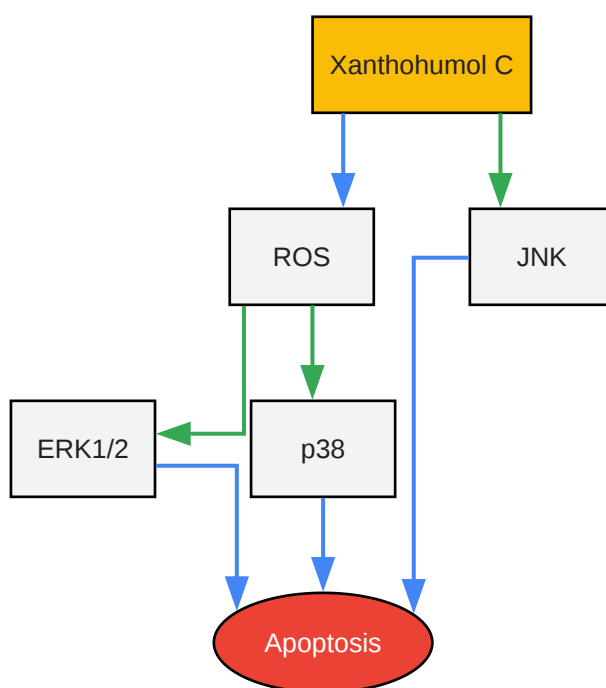 Xanthohumol C
ROS
JNK
ERK1/2
p38
Apoptosis